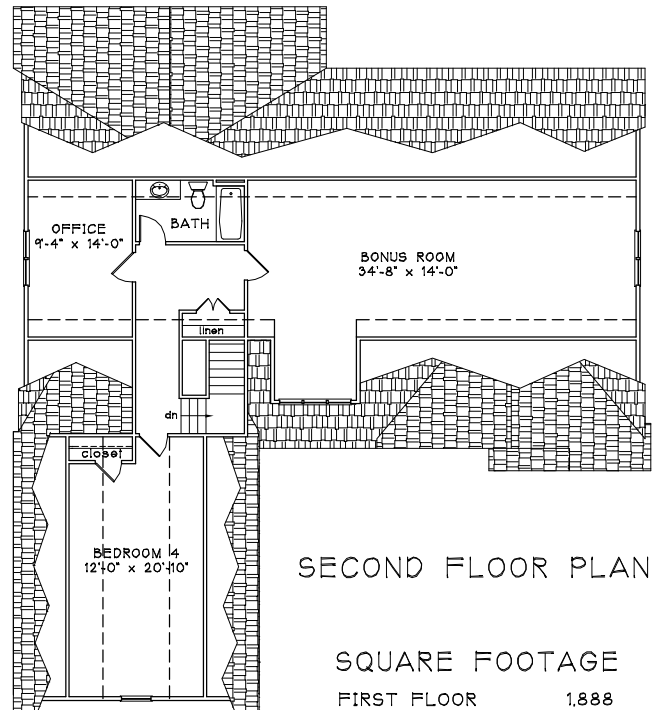 BATH
OFFICE
9'-4" x 14'-0"
BONUS ROOM
34'-8" x 14'-0"
linen
dn
closet
BEDROOM 4
12'-0" x 20'-10"
SECOND FLOOR PLAN
SQUARE FOOTAGE
FIRST FLOOR 1,888